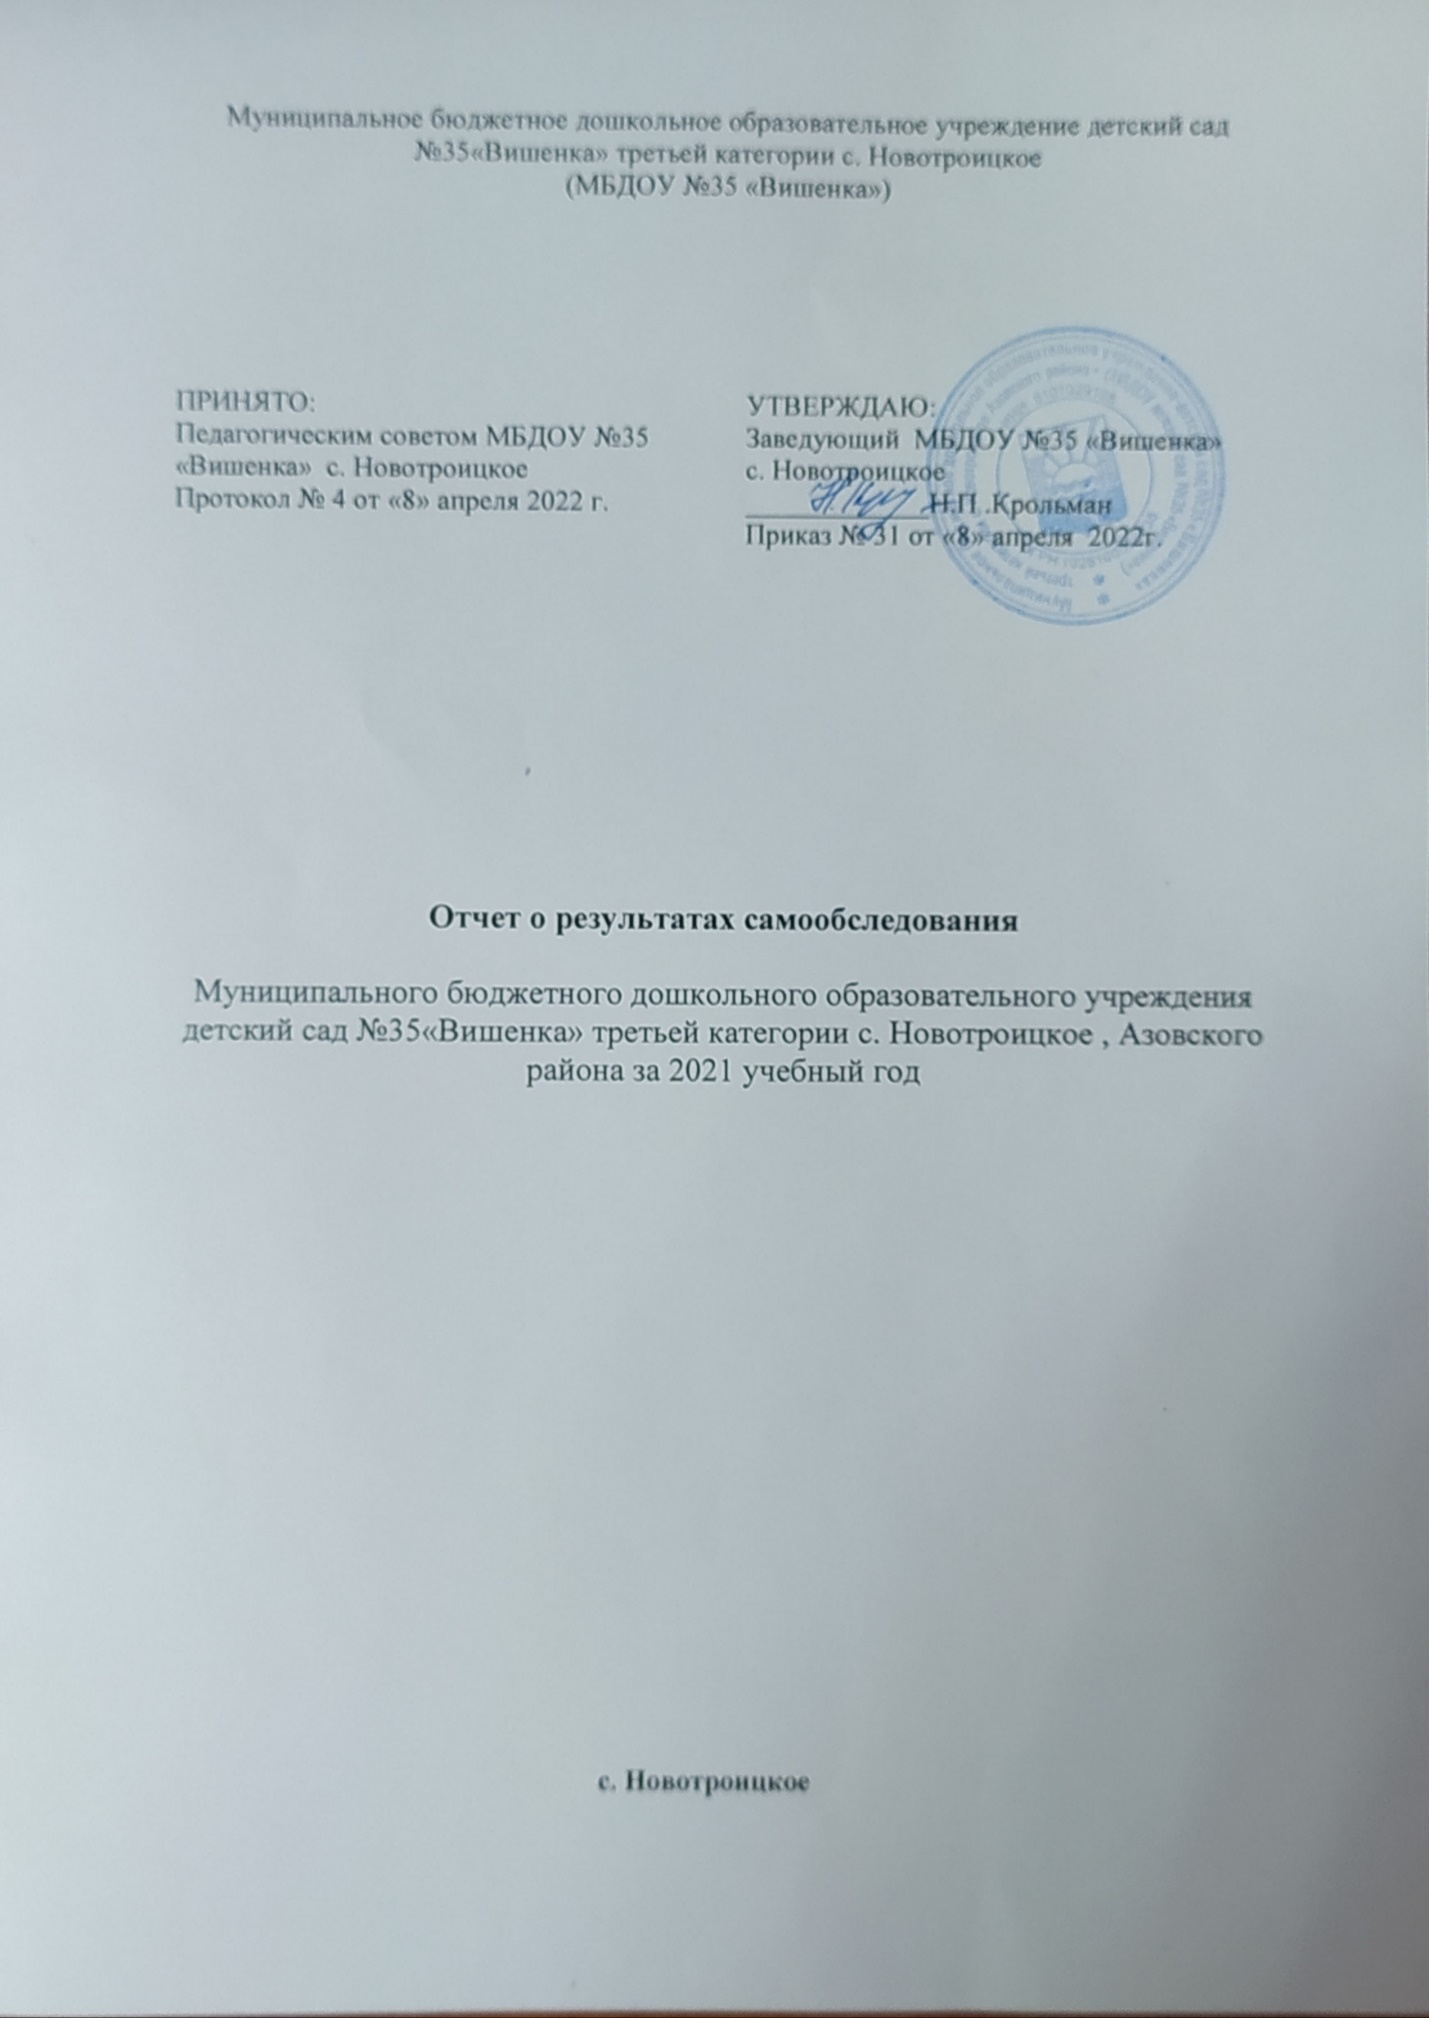 Муниципальное бюджетное дошкольное образовательное учреждение детский сад
№35«Вишенка» третьей категории с. Новотроицкое
(МБДОУ №35 «Вишенка»)
ПРИНЯТО:
Педагогическим советом МБДОУ №35
«Вишенка» с. Новотроицкое
Протокол № 4 от «8» апреля 2022 г.
УТВЕРЖДАЮ:
Заведующий МБДОУ №35 «Вишенка»
с. Новотроицкое
_____________Н.П .Крольман
Приказ № 31 от «8» апреля 2022г.
Отчет о результатах самообследования
Муниципального бюджетного дошкольного образовательного учреждения
детский сад №35«Вишенка» третьей категории с. Новотроицкое , Азовского
района за 2021 учебный год
с. Новотроицкое